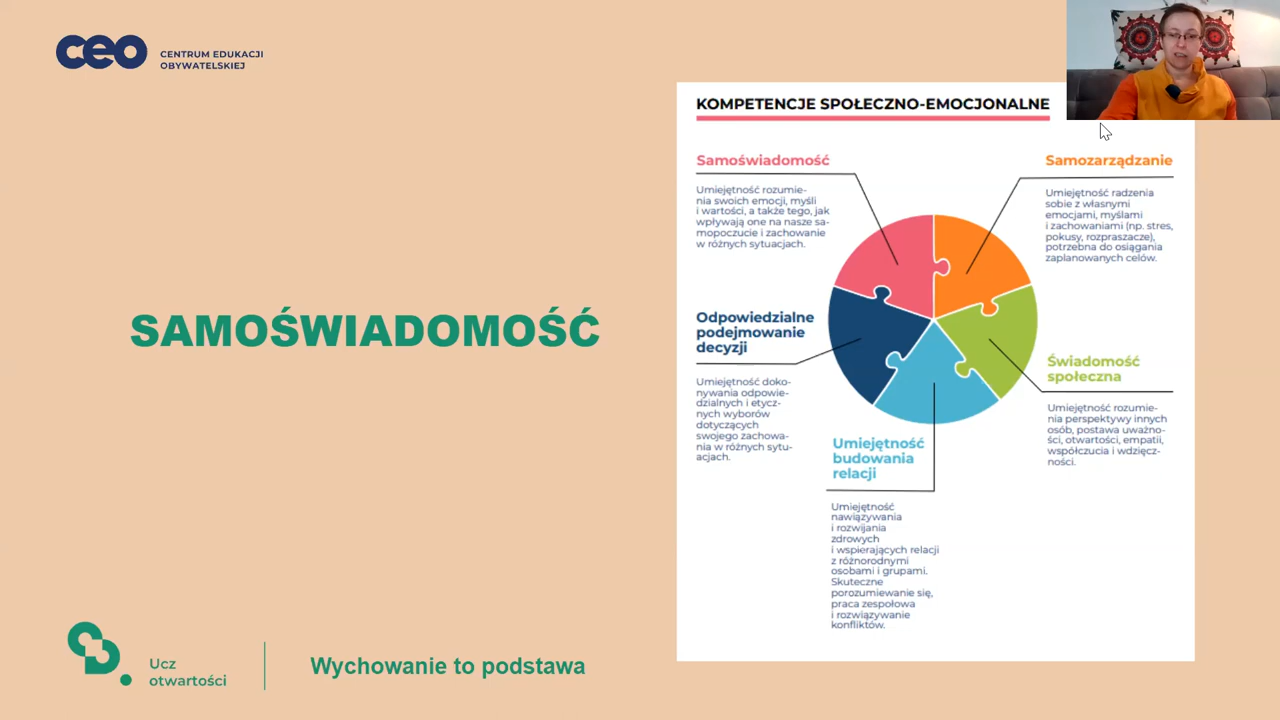 ceo
CENTRUM EDUKACJI
OBYWATELSKIEJ
SAMOŚWIADOMOŚĆ
KOMPETENCJE SPOŁECZNO-EMOCJONALNE
Samoświadomość
Umiejętność rozumie-
nia swoich emocji, myśli
i wartości, a także tego, jak
wpływają one na nasze sa-
mopoczucie i zachowanie
w różnych sytuacjach.
Samozarządzanie
Umiejętność radzenia
sobie z własnymi
emocjami, myślami
i zachowaniami (np. stres,
pokusy, rozpraszacze),
potrzebna do osiągania
zaplanowanych celów.
Odpowiedzialne
podejmowanie
decyzji
Umiejętność doko-
nywania odpowie-
dzialnych i etycz-
nych wyborów
dotyczących
swojego zachowa-
nia w różnych sytu-
acjach.
Świadomość
społeczna
Umiejętność rozumie-
nia perspektywy innych
osób, postawa uważno-
ści, otwartości, empatii,
współczucia i wdzięcz-
ności.
Umiejętność
budowania
relacji
Umiejętność
nawiązywania
i rozwijania
zdrowych
i wspierających relacji
z różnorodnymi
osobami i grupami.
Skuteczne
porozumiewanie się,
praca zespołowa
i rozwiązywanie
konfliktów.
Ucz
otwartości
Wychowanie to podstawa